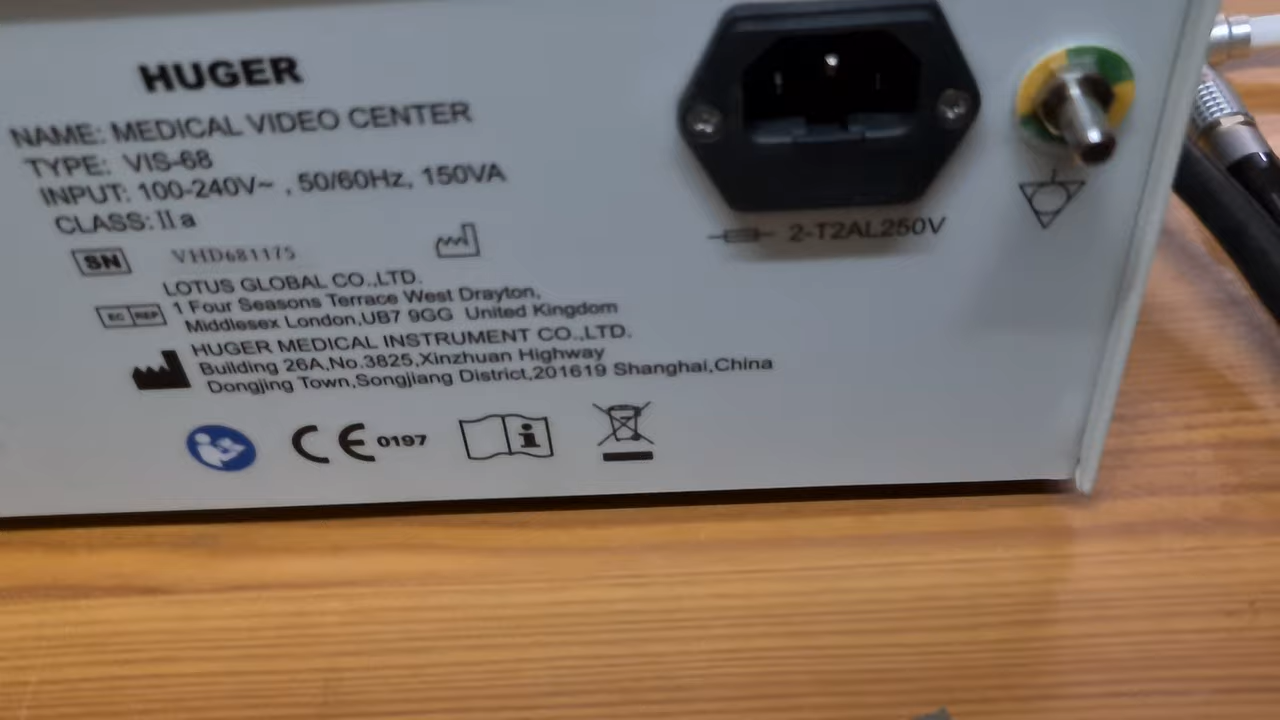 HUGER
NAME: MEDICAL VIDEO CENTER
TYPE: VIS-68
INPUT: 100-240V~ , 50/60Hz, 150VA
CLASS: II a
SN VHD681175
LOTUS GLOBAL CO.,LTD.
EC REP 1 Four Seasons Terrace West Drayton,
Middlesex London,UB7 9GG United Kingdom
HUGER MEDICAL INSTRUMENT CO.,LTD.
Building 26A,No.3825,Xinzhuan Highway
Dongjing Town,Songjiang District,201619 Shanghai,China
CE 0197
2-T2AL250V